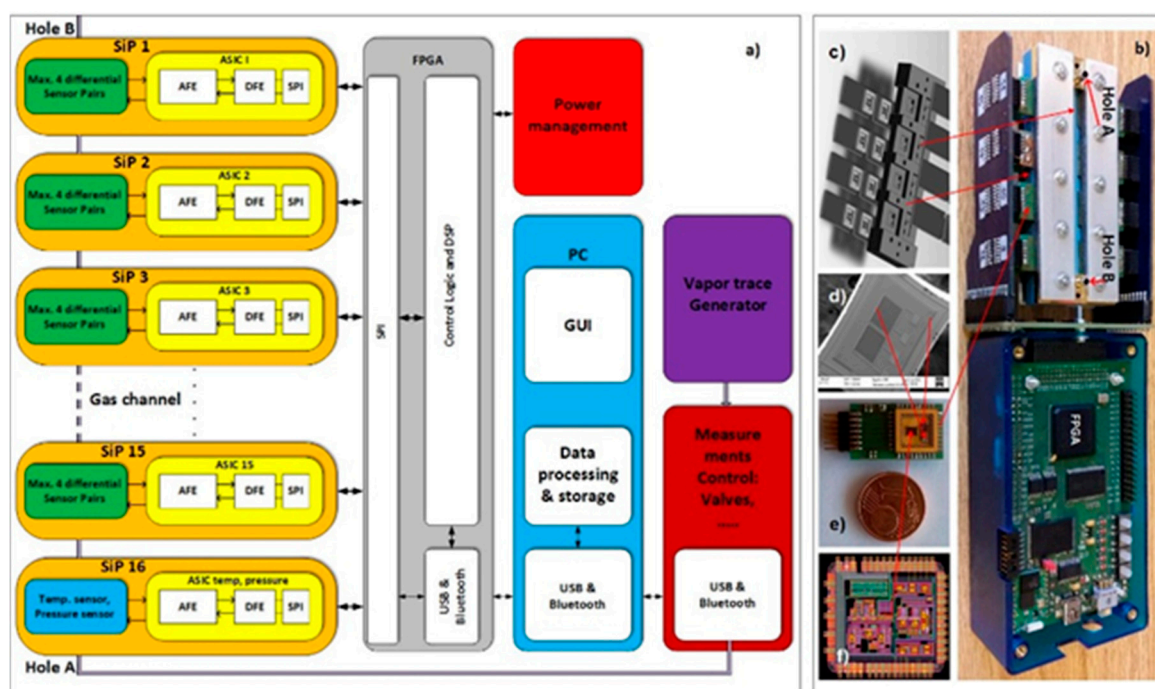 Hole B
a)
SiP 1
ASIC I
Max. 4 differential
Sensor Pairs
AFE
DFE
SPI
SiP 2
ASIC 2
Max. 4 differential
Sensor Pairs
AFE
DFE
SPI
SiP 3
ASIC 3
Max. 4 differential
Sensor Pairs
AFE
DFE
SPI
Gas channel
SiP 15
ASIC 15
Max. 4 differential
Sensor Pairs
AFE
DFE
SPI
SiP 16
ASIC temp, pressure
Temp. sensor,
Pressure sensor
AFE
DFE
SPI
Hole A
FPGA
SPI
Control Logic and DSP
USB &
Bluetooth
Power
management
PC
GUI
Data
processing
& storage
USB &
Bluetooth
Vapor trace
Generator
Measure
ments
Control:
Valves,
USB &
Bluetooth
c)
b)
Hole A
Hole B
d)
FPGA
e)
f)